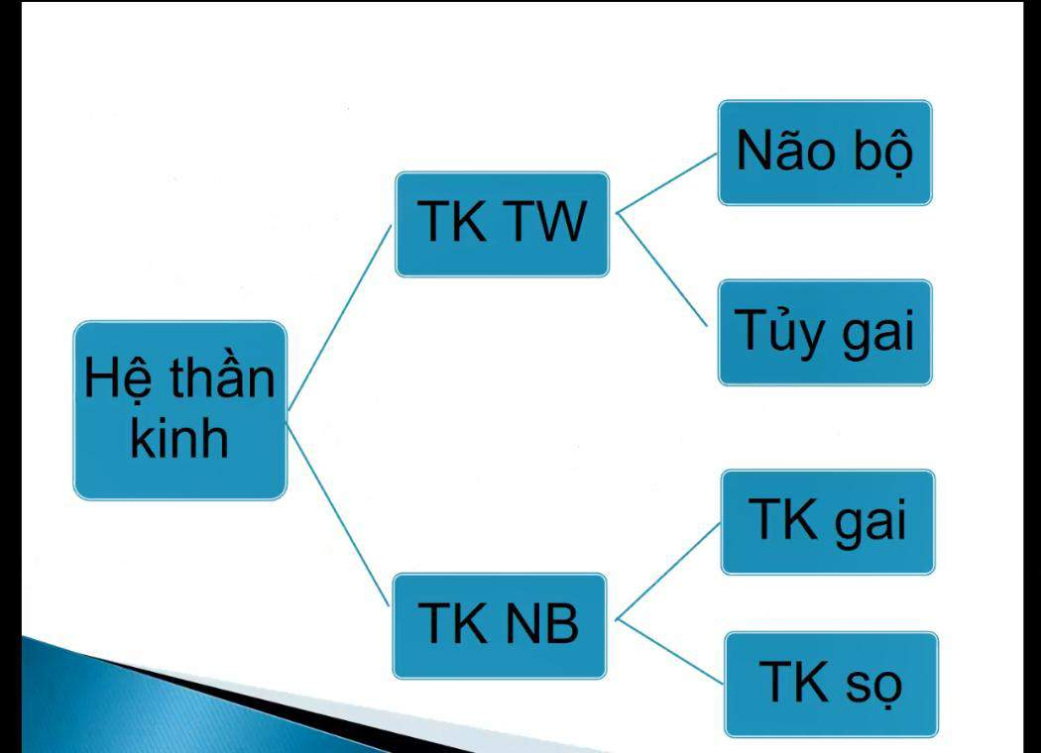 Hệ thần
kinh
TK TW
Não bộ
Tủy gai
TK NB
TK gai
TK sọ